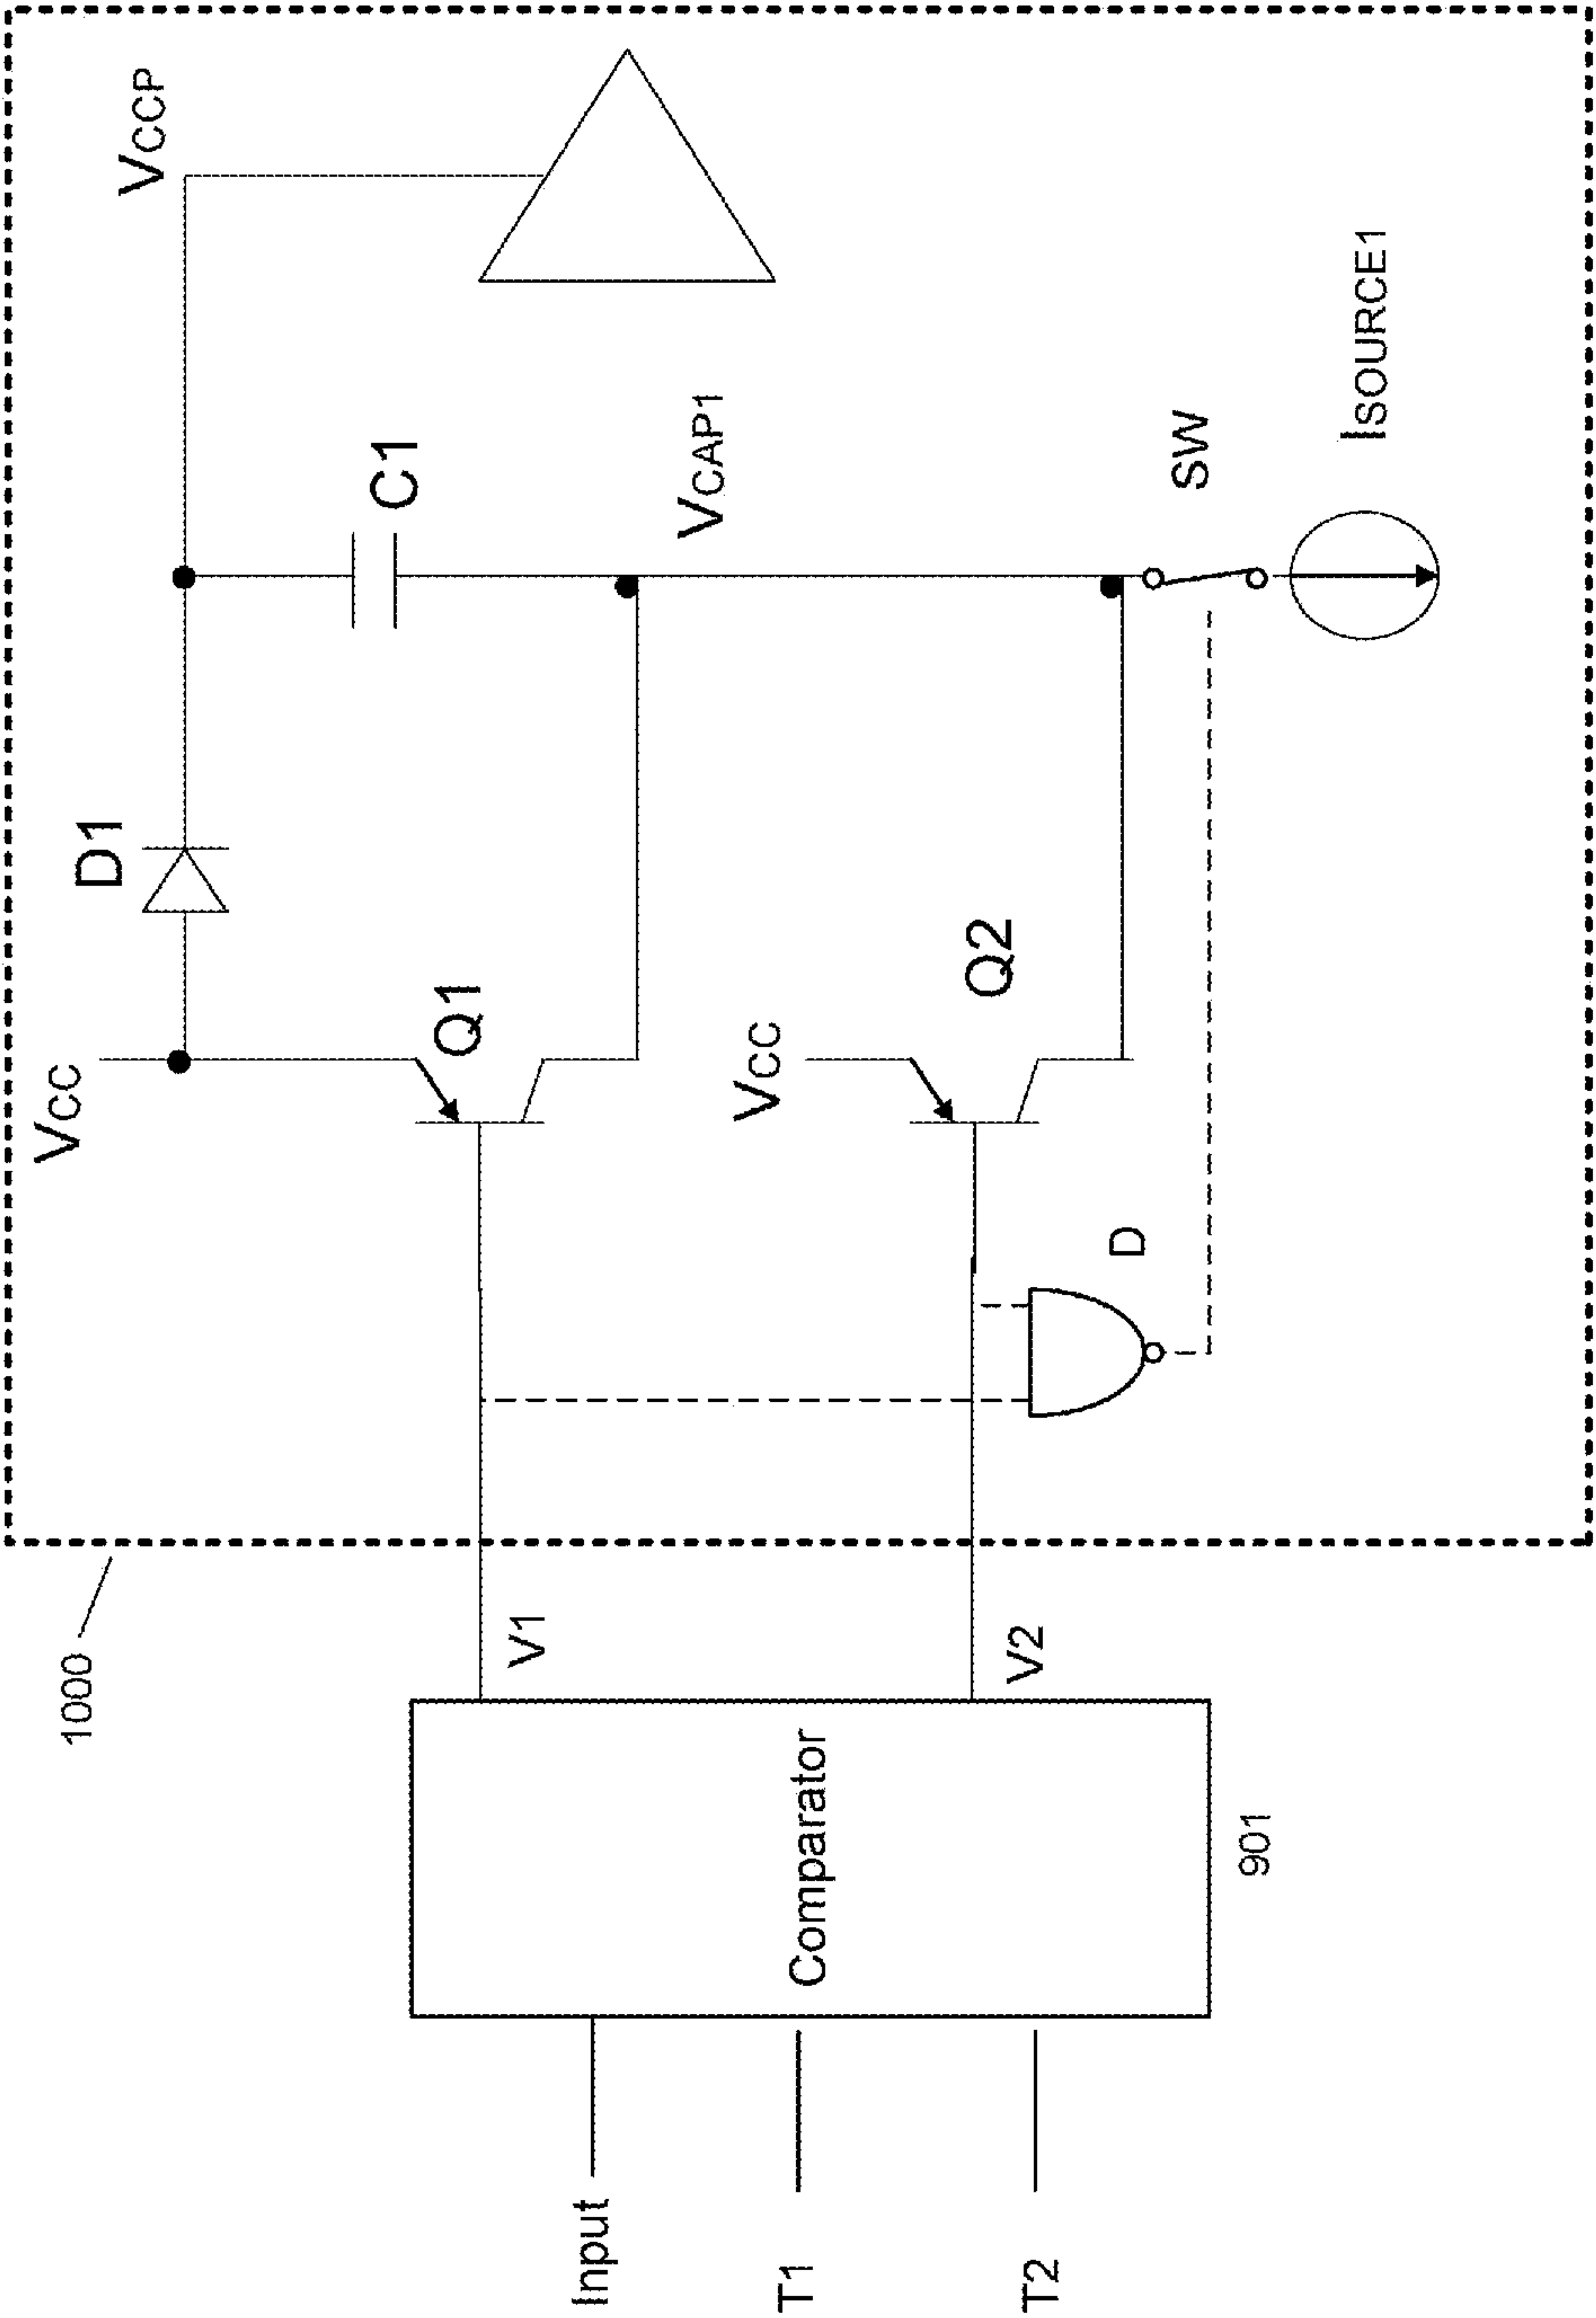 1000
VCC
D1
VCCP
Q1
C1
VCAP1
VCC
Q2
SW
ISOURCE1
D
V1
V2
Input
T1
T2
Comparator
901